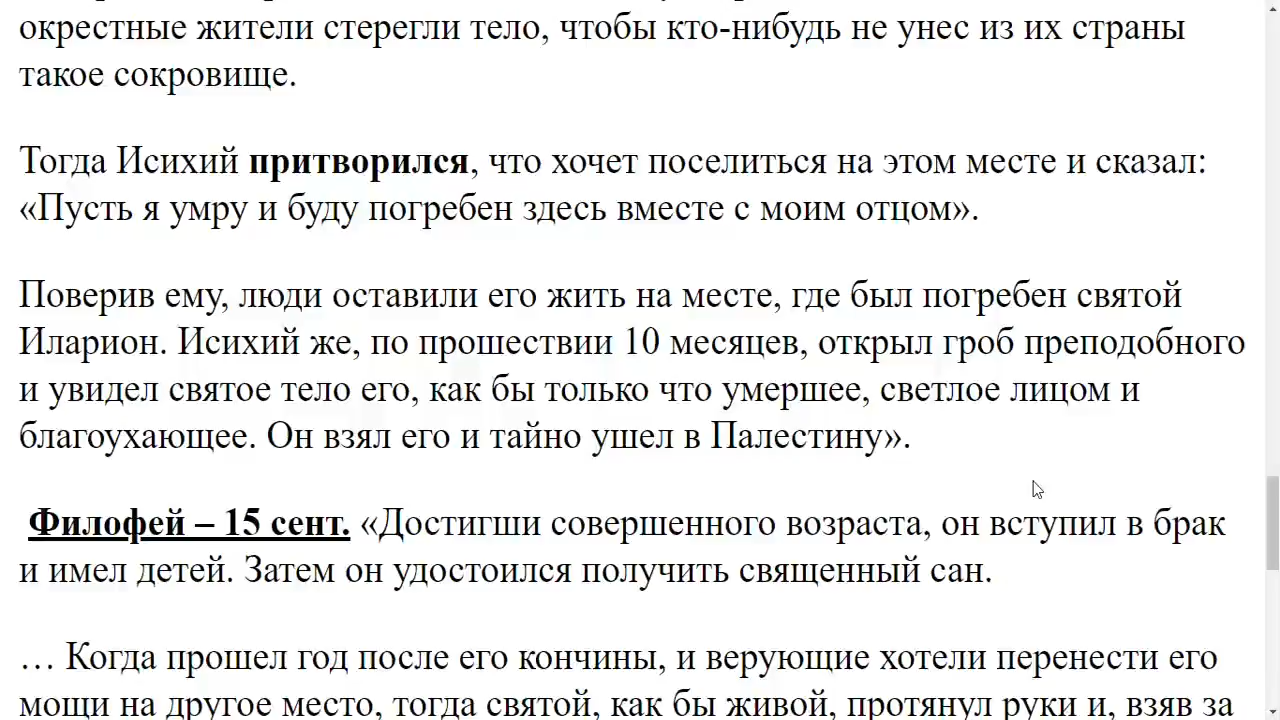 окрестные жители стерегли тело, чтобы кто-нибудь не унес из их страны
такое сокровище.
Тогда Исихий притворился, что хочет поселиться на этом месте и сказал:
«Пусть я умру и буду погребен здесь вместе с моим отцом».
Поверив ему, люди оставили его жить на месте, где был погребен святой
Иларион. Исихий же, по прошествии 10 месяцев, открыл гроб преподобного
и увидел святое тело его, как бы только что умершее, светлое лицом и
благоухающее. Он взял его и тайно ушел в Палестину».
Филофей – 15 сент. «Достигши совершенного возраста, он вступил в брак
и имел детей. Затем он удостоился получить священный сан.
… Когда прошел год после его кончины, и верующие хотели перенести его
мощи на другое место, тогда святой, как бы живой, протянул руки и, взяв за